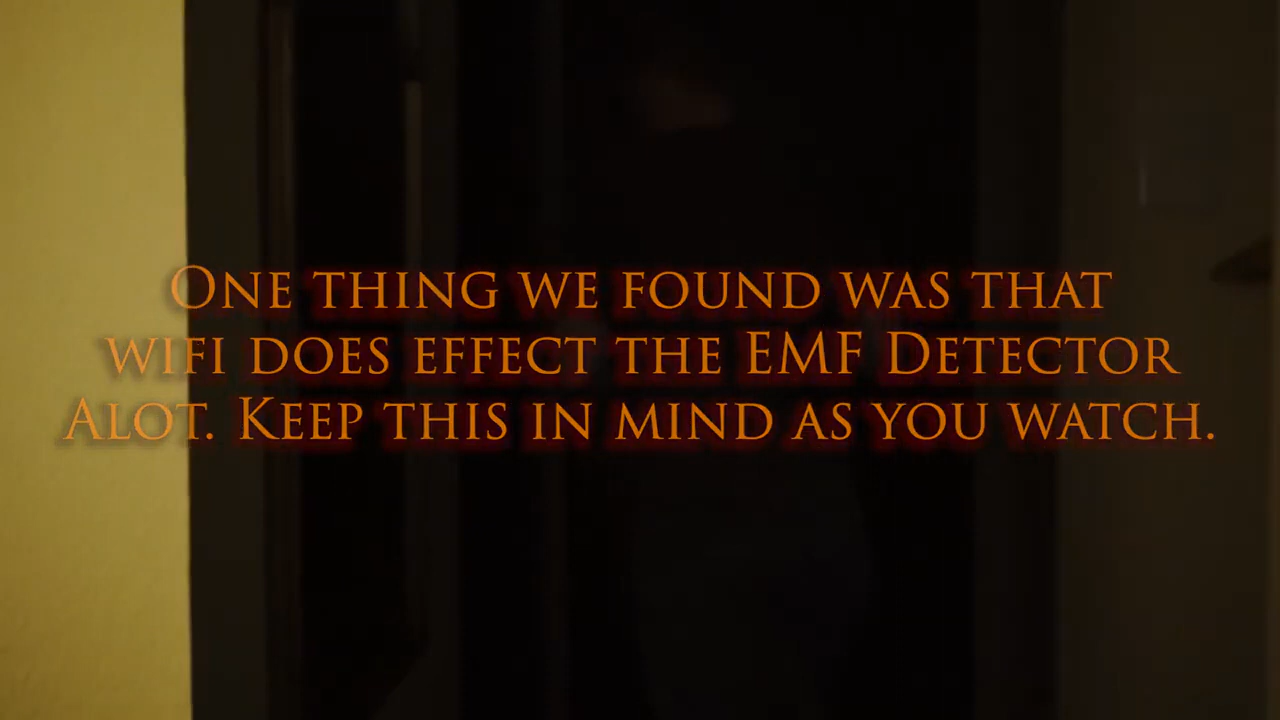 One thing we found was that
wifi does effect the EMF Detector
Alot. Keep this in mind as you watch.